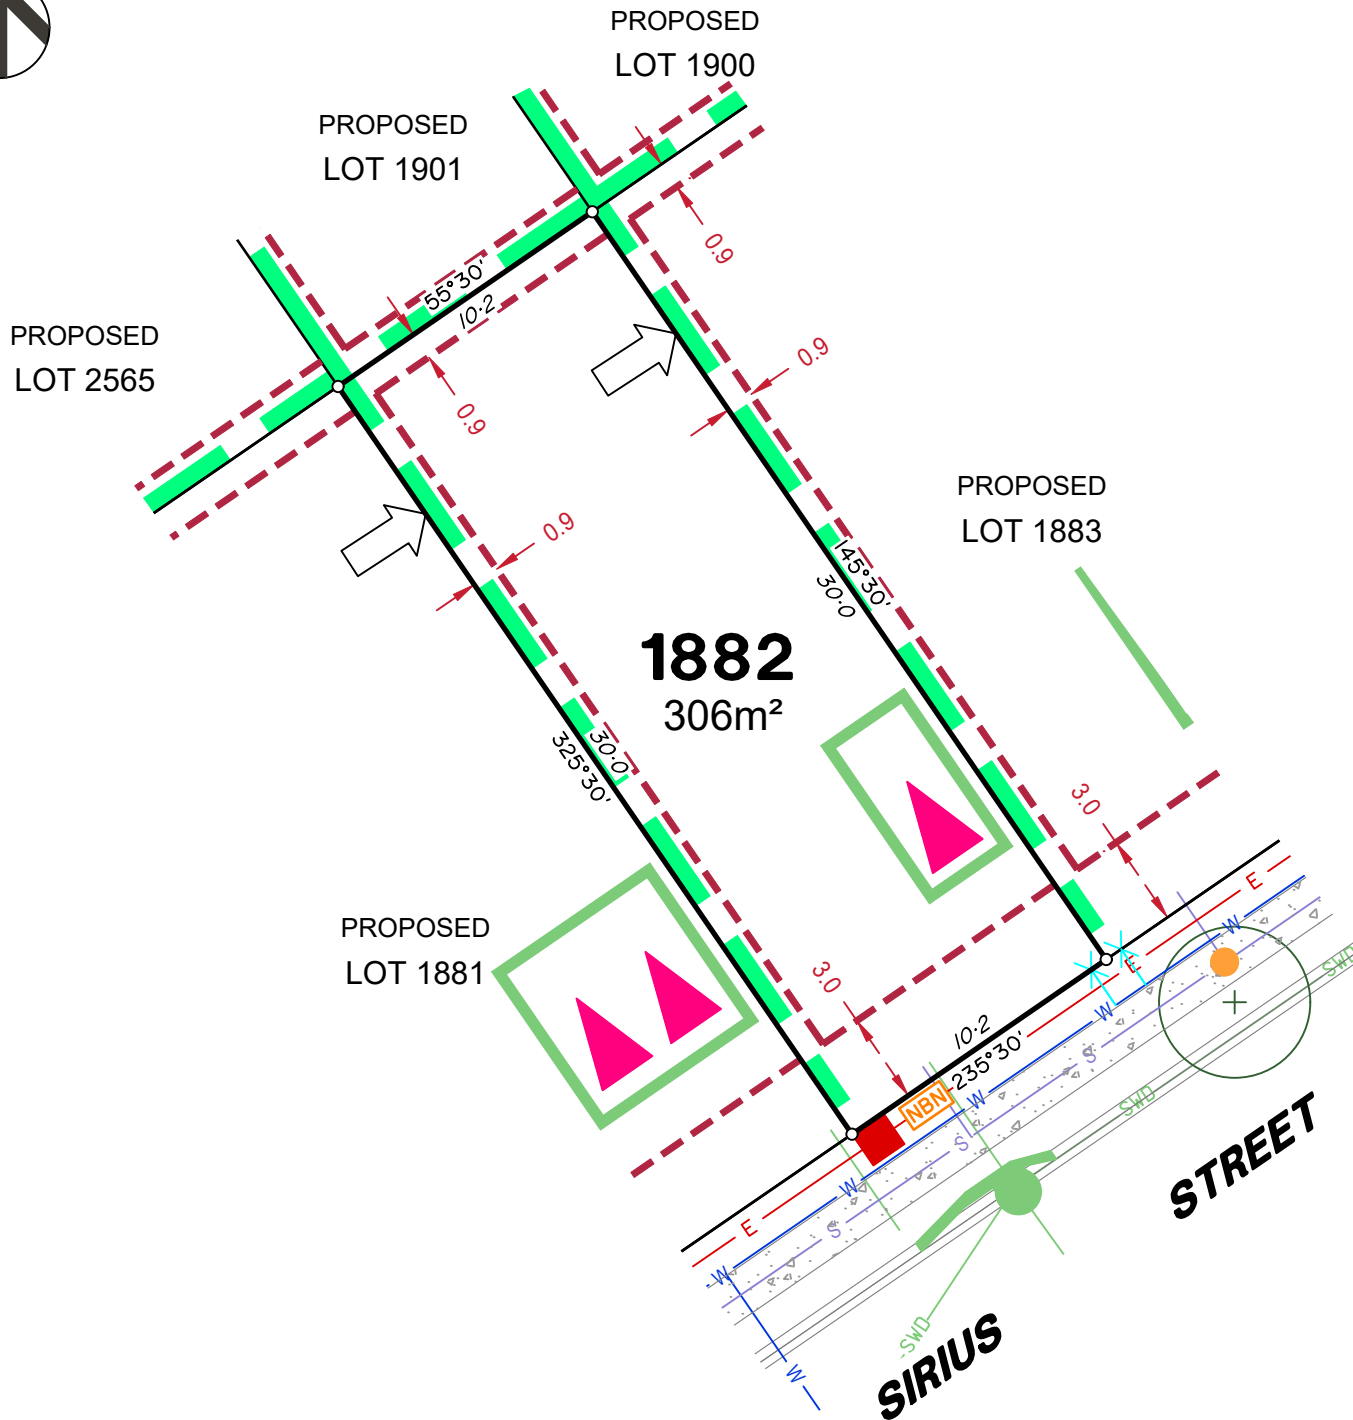 PROPOSED
LOT 1900
PROPOSED
LOT 1901
PROPOSED
LOT 2565
55°30'
10·2
0.9
0.9
0.9
0.9
PROPOSED
LOT 1883
145°30'
30·0
1882
306m²
30·0
325°30'
3.0
PROPOSED
LOT 1881
3.0
10·2
235°30'
NBN
E
E
E
W
W
W
W
W
W
S
S
S
SWD
SWD
SWD
SIRIUS
STREET